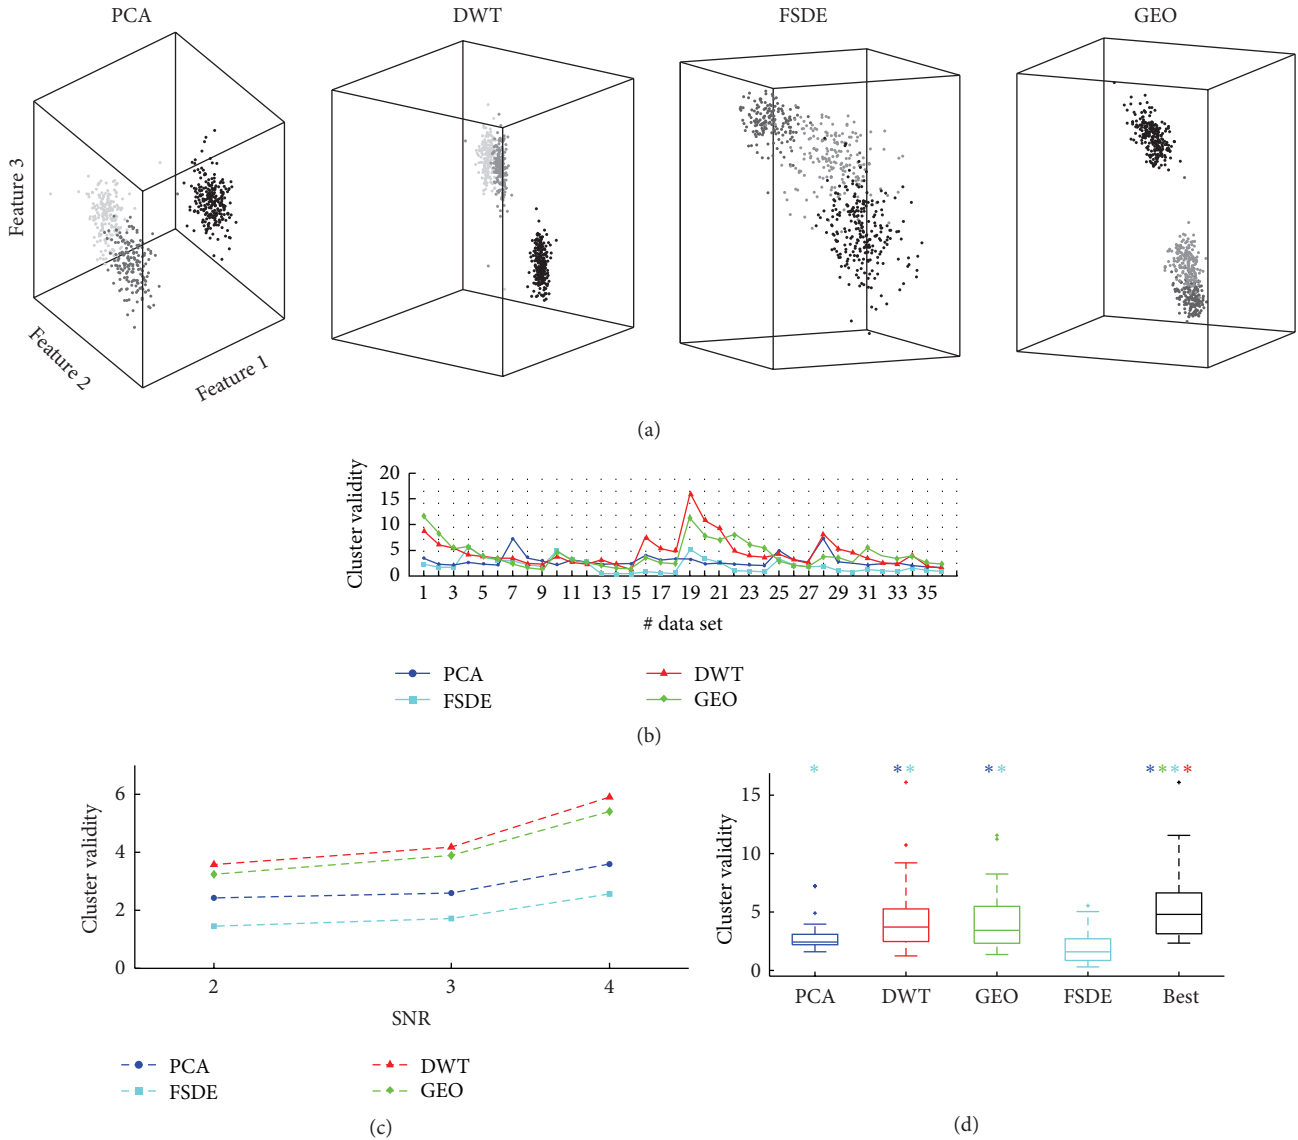 PCA
DWT
FSDE
GEO
Feature 3
Feature 2
Feature 1
(a)
Cluster validity
20
15
10
5
0
1 3 5 7 9 11 13 15 17 19 21 23 25 27 29 31 33 35
# data set
PCA
DWT
FSDE
GEO
(b)
Cluster validity
6
4
2
0
2 3 4
SNR
PCA
DWT
FSDE
GEO
(c)
* ** ** ****
Cluster validity
15
10
5
0
PCA DWT GEO FSDE Best
(d)